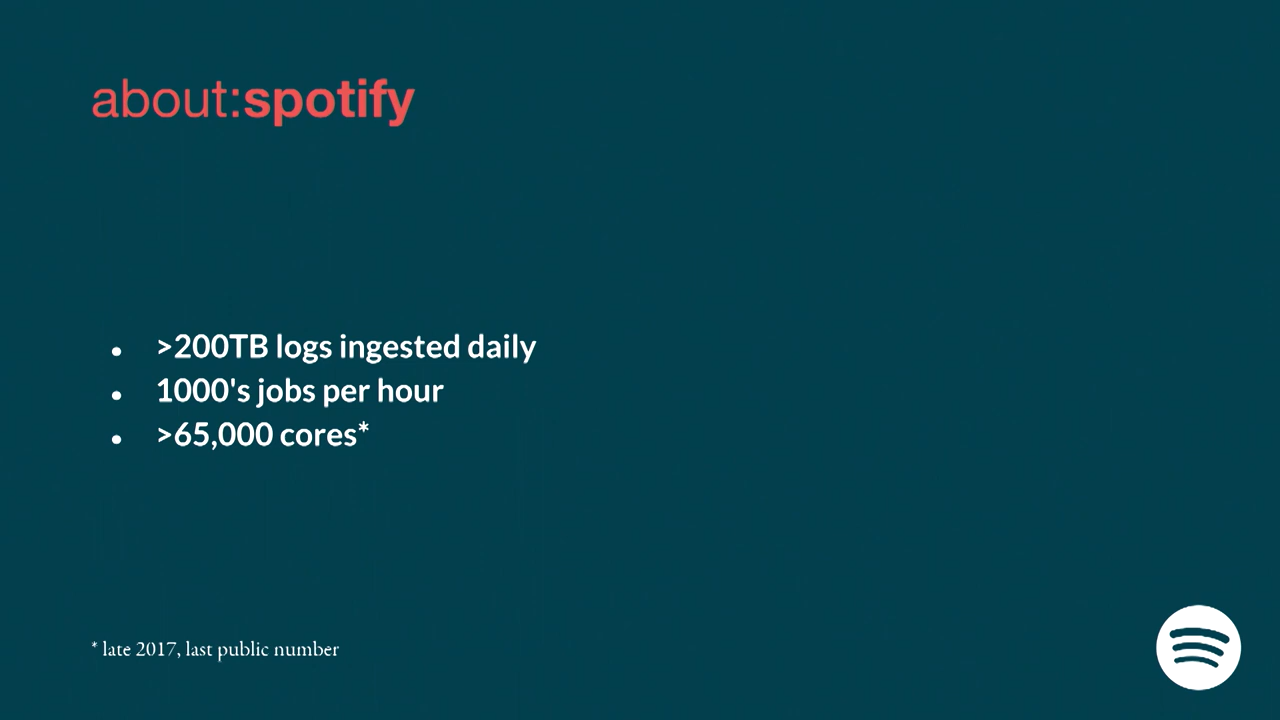 about:spotify
>200TB logs ingested daily
1000's jobs per hour
>65,000 cores*
* late 2017, last public number